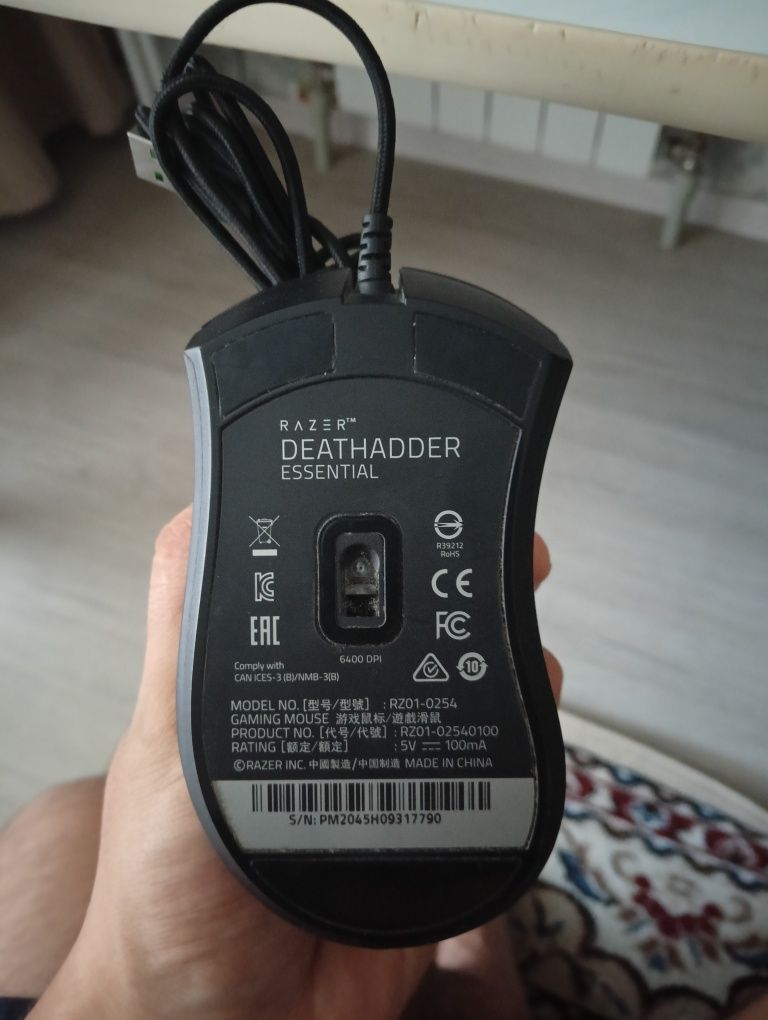 RAZER™
DEATHADDER
ESSENTIAL
R39212
RoHS
CE
FC
EAC
10
6400 DPI
Comply with
CAN ICES-3 (B)/NMB-3(B)
MODEL NO. [型号/型號] : RZ01-0254
GAMING MOUSE 游戏鼠标/遊戲滑鼠
PRODUCT NO. [代号/代號] : RZ01-02540100
RATING [额定/額定] : 5V ⎓ 100mA
©RAZER INC. 中國製造/中国制造 MADE IN CHINA
S/N: PM2045H09317790